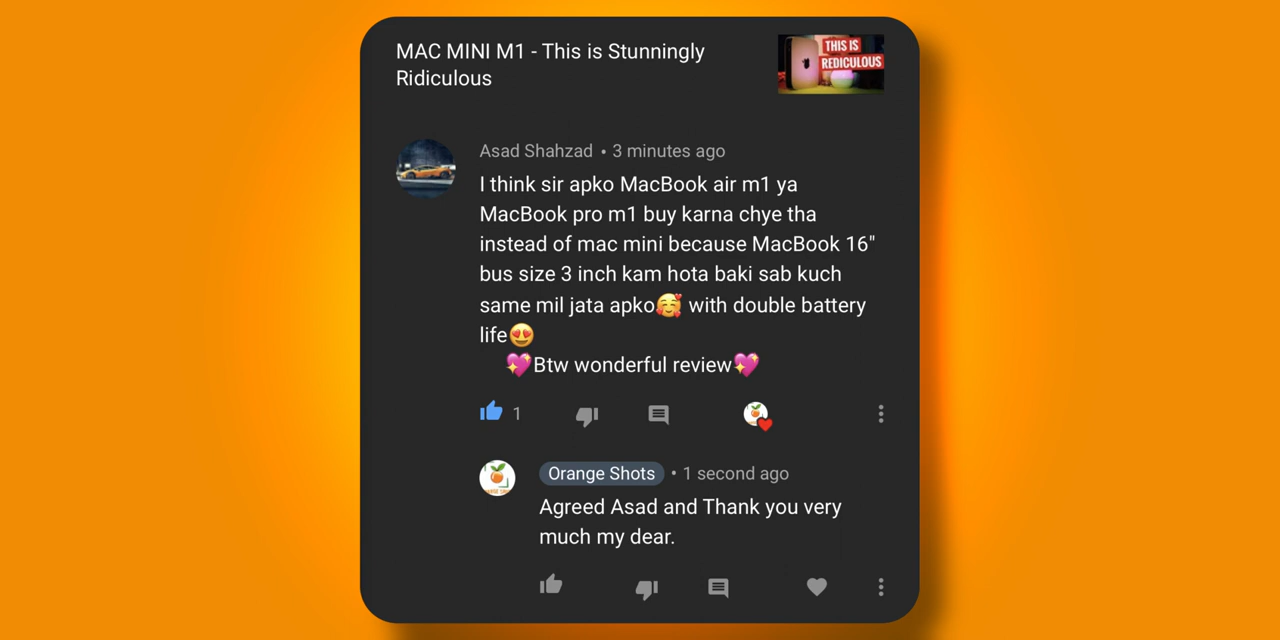 MAC MINI M1 - This is Stunningly
Ridiculous
THIS IS
REDICULOUS
Asad Shahzad • 3 minutes ago
I think sir apko MacBook air m1 ya
MacBook pro m1 buy karna chye tha
instead of mac mini because MacBook 16"
bus size 3 inch kam hota baki sab kuch
same mil jata apko🥰 with double battery
life😍
💖Btw wonderful review💖
1
Orange Shots • 1 second ago
Agreed Asad and Thank you very
much my dear.